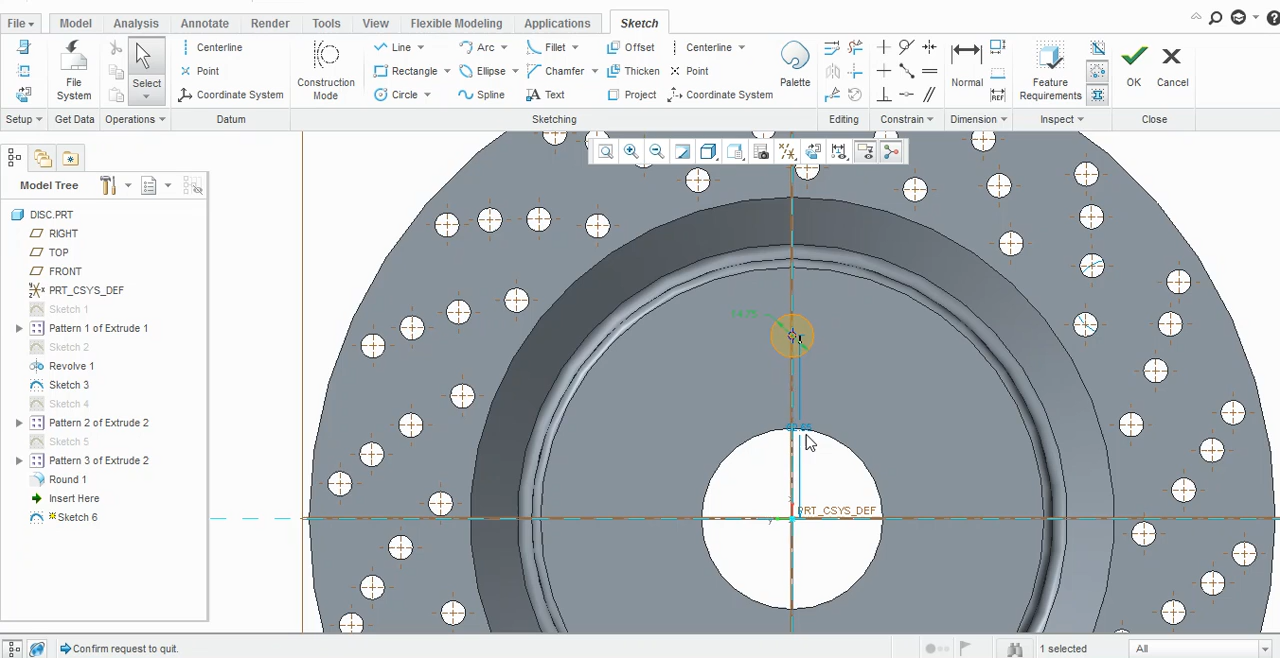 File Model Analysis Annotate Render Tools View Flexible Modeling Applications Sketch
Centerline Line Arc Fillet Offset Centerline
Point Rectangle Ellipse Chamfer Thicken Point
File System Select Coordinate System Construction Mode Circle Spline Text Project Coordinate System Palette Normal REF Feature Requirements OK Cancel
Setup Get Data Operations Datum Sketching Editing Constrain Dimension Inspect Close
Model Tree
DISC.PRT
RIGHT
TOP
FRONT
PRT_CSYS_DEF
Sketch 1
Pattern 1 of Extrude 1
Sketch 2
Revolve 1
Sketch 3
Sketch 4
Pattern 2 of Extrude 2
Sketch 5
Pattern 3 of Extrude 2
Round 1
Insert Here
Sketch 6
PRT_CSYS_DEF
Confirm request to quit.
1 selected
All